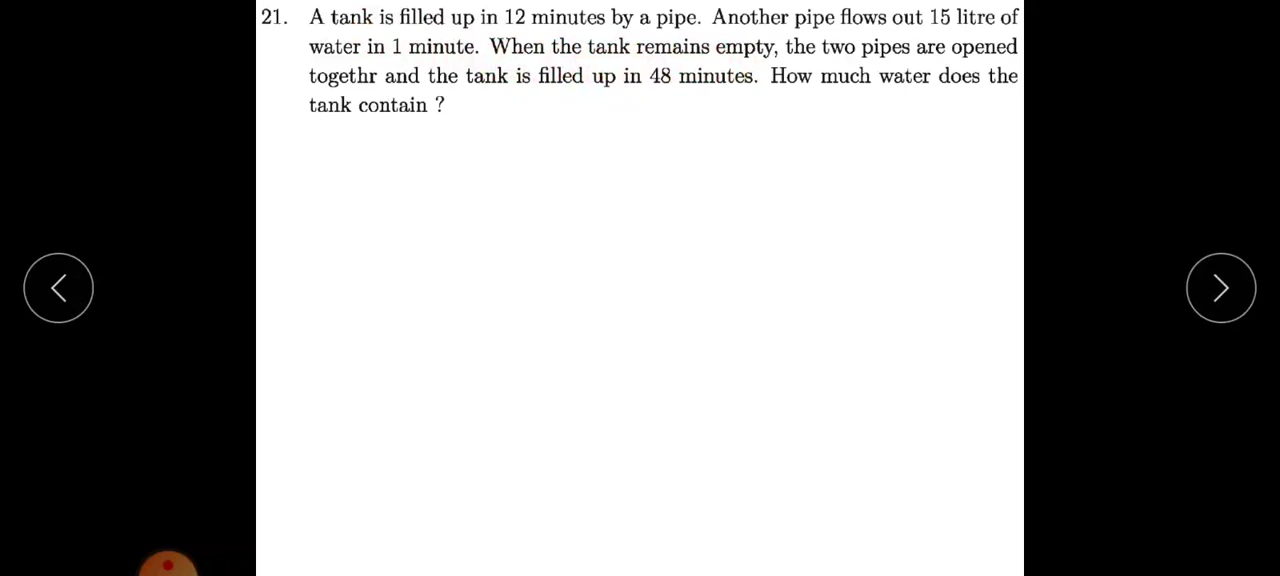 21. A tank is filled up in 12 minutes by a pipe. Another pipe flows out 15 litre of
water in 1 minute. When the tank remains empty, the two pipes are opened
togethr and the tank is filled up in 48 minutes. How much water does the
tank contain ?